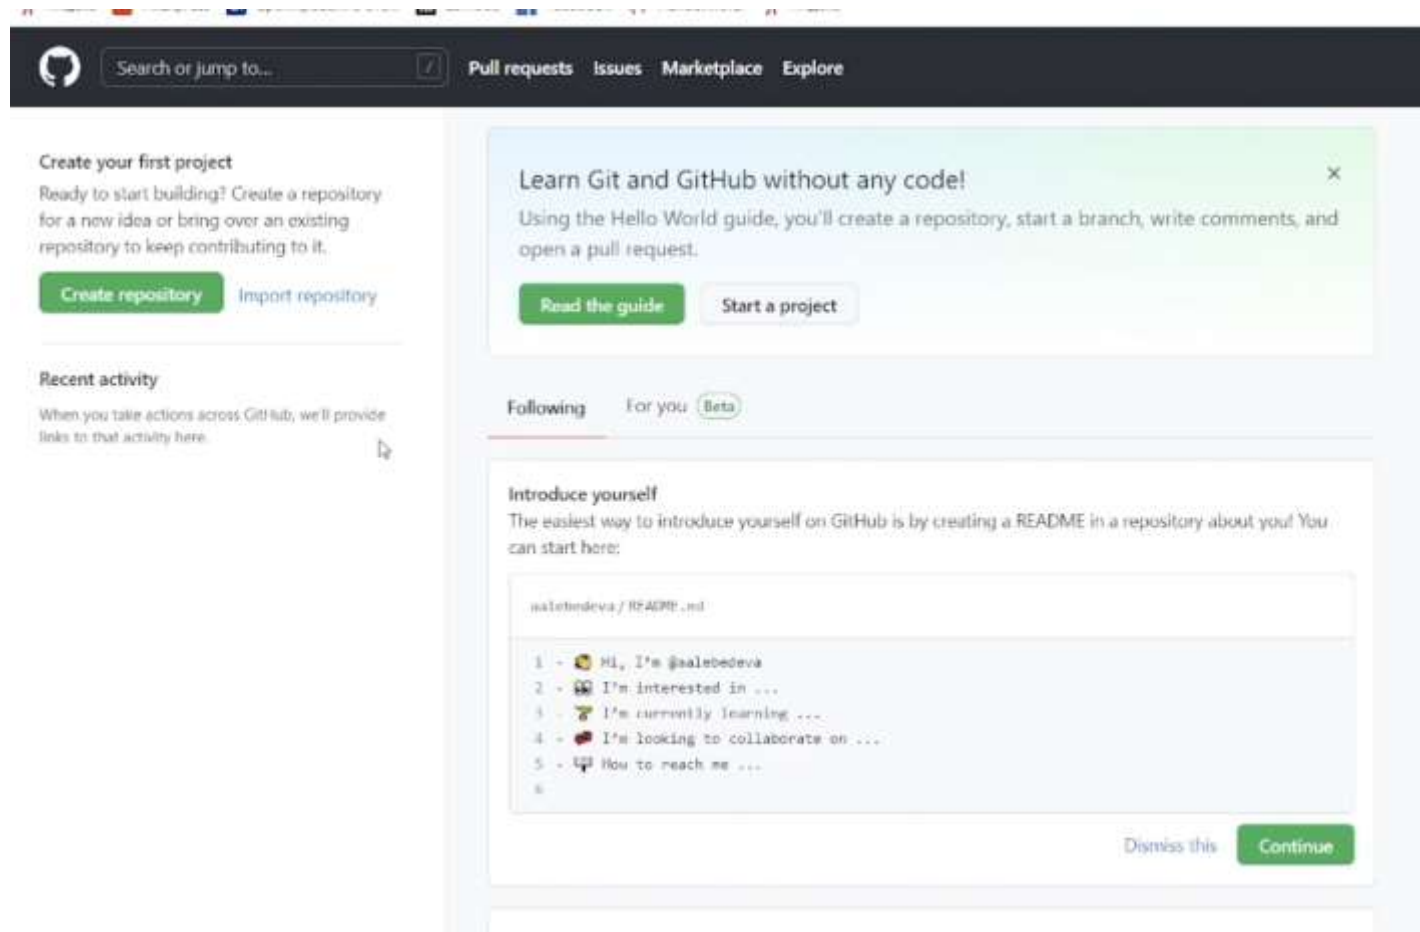 Search or jump to...
/
Pull requests Issues Marketplace Explore
Create your first project
Ready to start building? Create a repository
for a new idea or bring over an existing
repository to keep contributing to it.
Create repository Import repository
Recent activity
When you take actions across GitHub, we'll provide
links to that activity here.
Learn Git and GitHub without any code!
Using the Hello World guide, you'll create a repository, start a branch, write comments, and
open a pull request.
Read the guide Start a project
Following For you Beta
Introduce yourself
The easiest way to introduce yourself on GitHub is by creating a README in a repository about you! You
can start here:
aalebedeva/README.md
1 - 👋 Hi, I'm @aalebedeva
2 - 👀 I'm interested in ...
3 - 🌱 I'm currently learning ...
4 - 💞️ I'm looking to collaborate on ...
5 - 📫 How to reach me ...
6
Dismiss this Continue